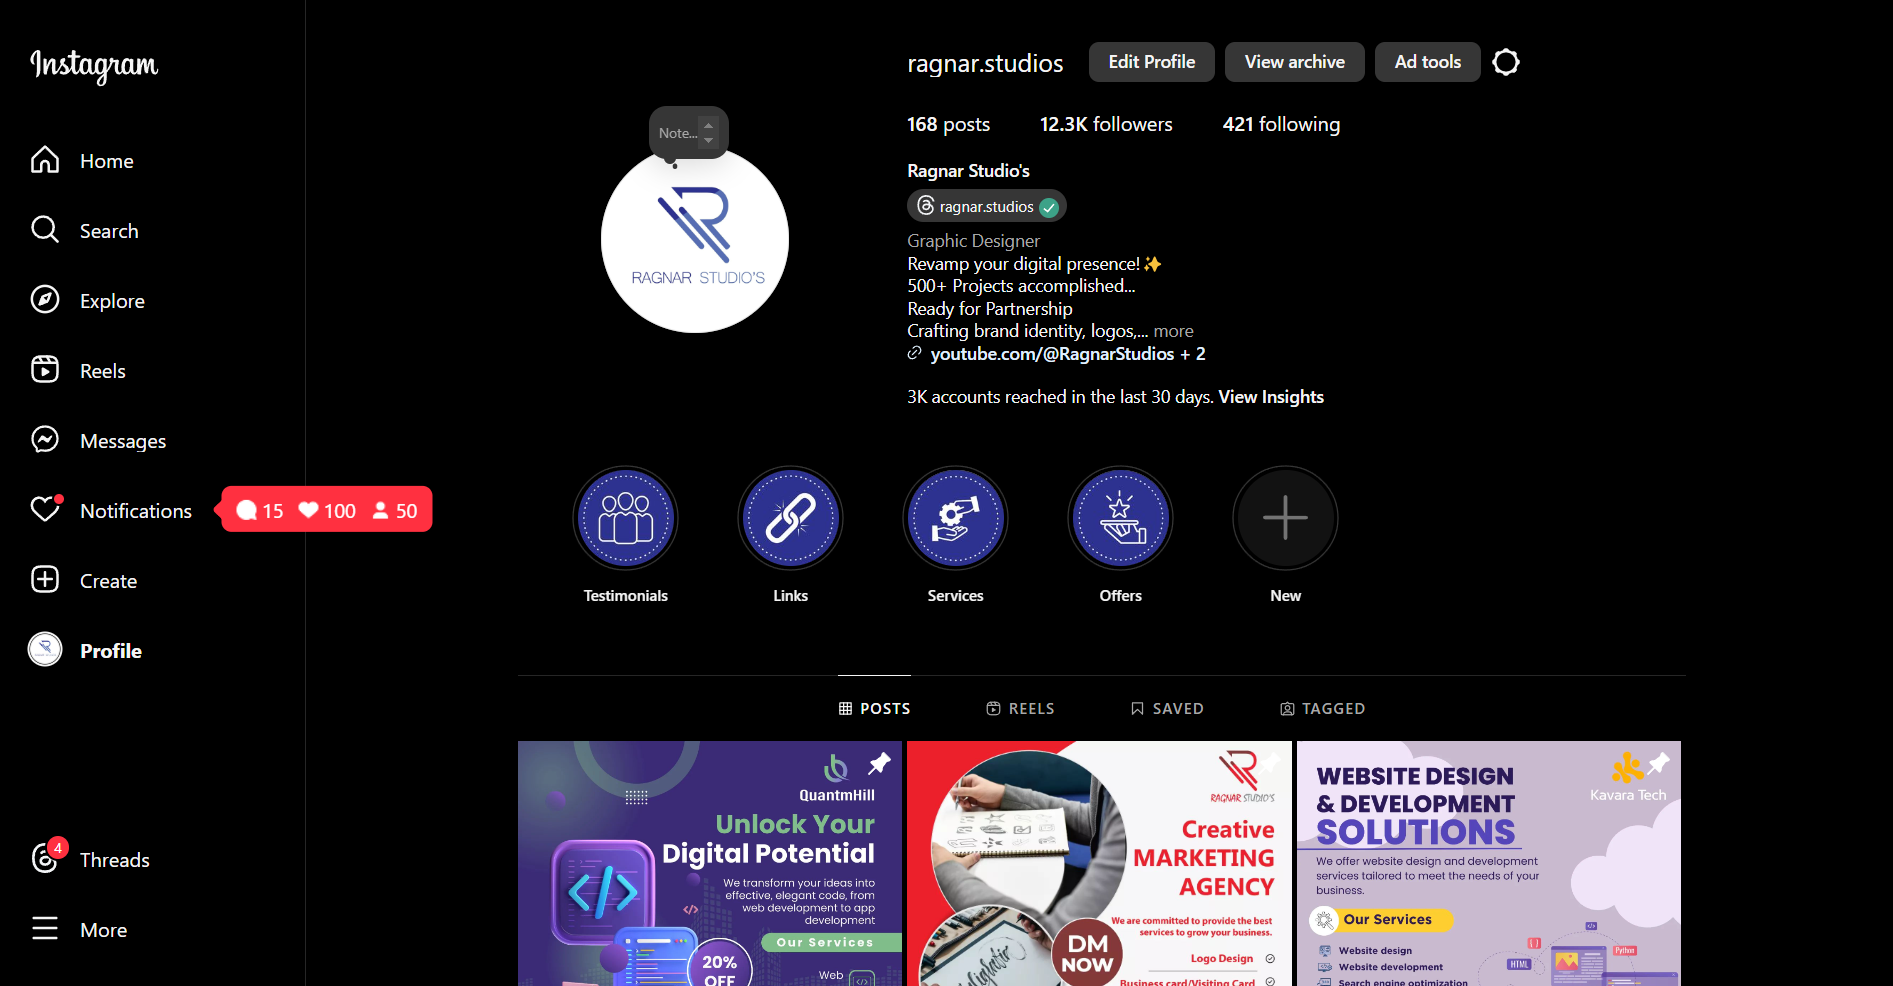 Instagram
Home
Search
Explore
Reels
Messages
Notifications
15 100 50
Create
Profile
4
Threads
More
ragnar.studios
Edit Profile
View archive
Ad tools
168 posts
12.3K followers
421 following
Note...
RAGNAR STUDIO'S
Ragnar Studio's
ragnar.studios
Graphic Designer
Revamp your digital presence!✨
500+ Projects accomplished...
Ready for Partnership
Crafting brand identity, logos,... more
youtube.com/@RagnarStudios + 2
3K accounts reached in the last 30 days. View Insights
Testimonials
Links
Services
Offers
New
POSTS
REELS
SAVED
TAGGED
QuantmHill
Unlock Your
Digital Potential
We transform your ideas into
effective, elegant code, from
web development to app
development
Our Services
20%
OFF
Web
RAGNAR STUDIO'S
Creative
MARKETING
AGENCY
We are committed to provide the best
services to grow your business.
DM
NOW
Logo Design
Business card/Visiting Card
WEBSITE DESIGN
& DEVELOPMENT
SOLUTIONS
Kavara Tech
We offer website design and development
services tailored to meet the needs of your
business.
Our Services
Website design
Website development
Search engine optimization
HTML
Python